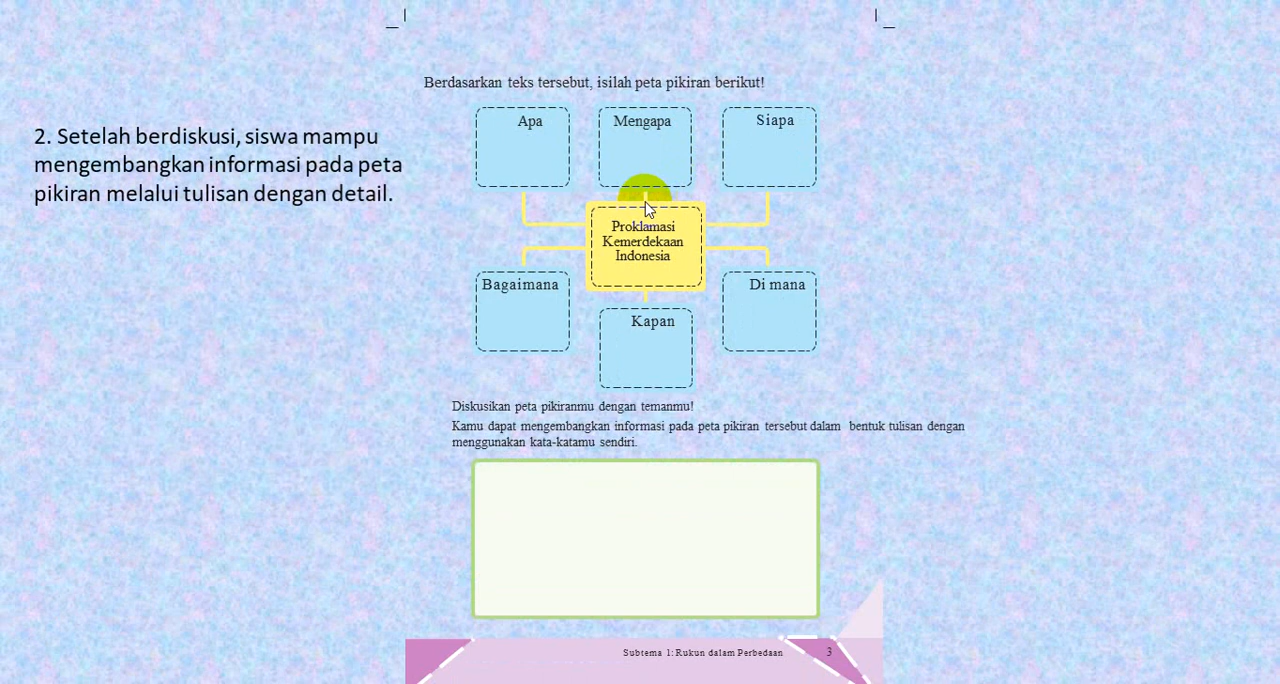 2. Setelah berdiskusi, siswa mampu
mengembangkan informasi pada peta
pikiran melalui tulisan dengan detail.
Berdasarkan teks tersebut, isilah peta pikiran berikut!
Apa
Mengapa
Siapa
Proklamasi
Kemerdekaan
Indonesia
Bagaimana
Di mana
Kapan
Diskusikan peta pikiranmu dengan temanmu!
Kamu dapat mengembangkan informasi pada peta pikiran tersebut dalam bentuk tulisan dengan
menggunakan kata-katamu sendiri.
Subtema 1: Rukun dalam Perbedaan
3